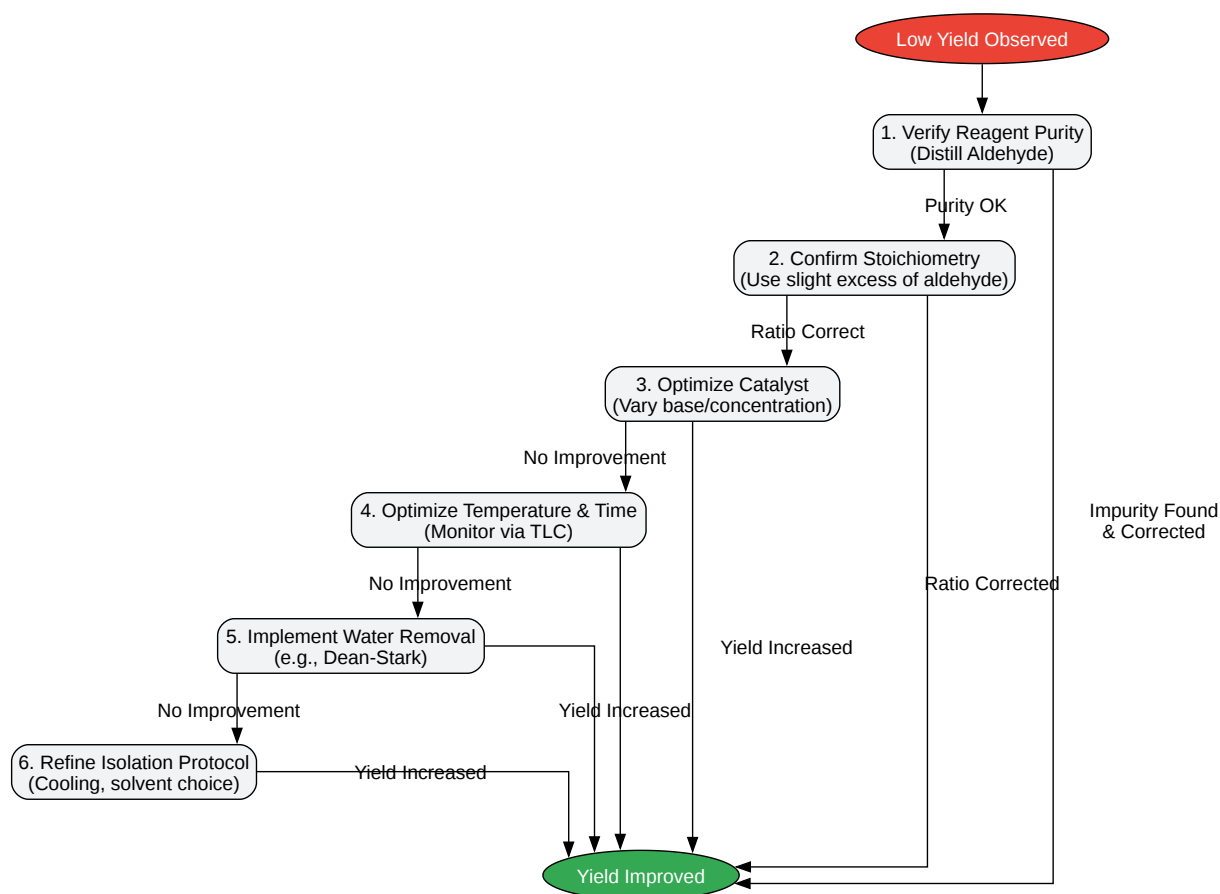 Low Yield Observed
1. Verify Reagent Purity
(Distill Aldehyde)
Purity OK
2. Confirm Stoichiometry
(Use slight excess of aldehyde)
Ratio Correct
3. Optimize Catalyst
(Vary base/concentration)
No Improvement
4. Optimize Temperature & Time
(Monitor via TLC)
Impurity Found
& Corrected
No Improvement
Ratio Corrected
5. Implement Water Removal
(e.g., Dean-Stark)
Yield Increased
No Improvement
Yield Increased
6. Refine Isolation Protocol
(Cooling, solvent choice)
Yield Increased
Yield Improved